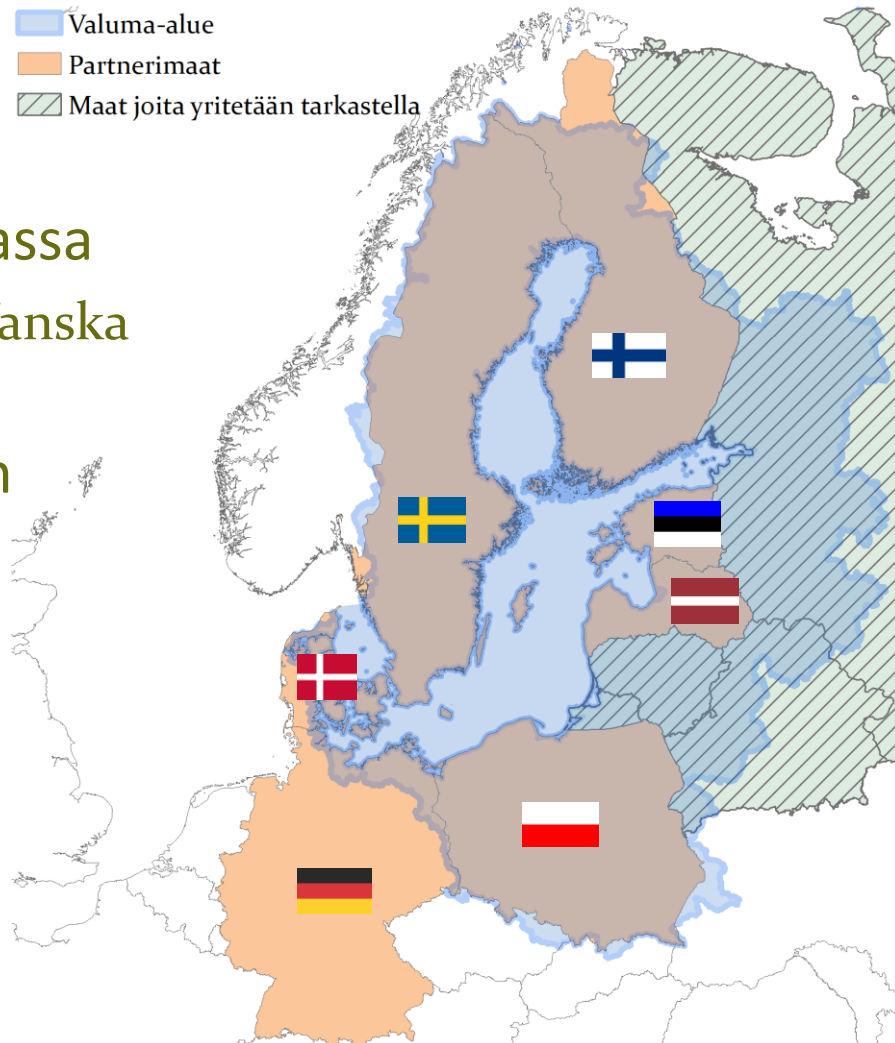 Valuma-alue
Partnerimaat
Maat joita yritetään tarkastella
assa
anska
n